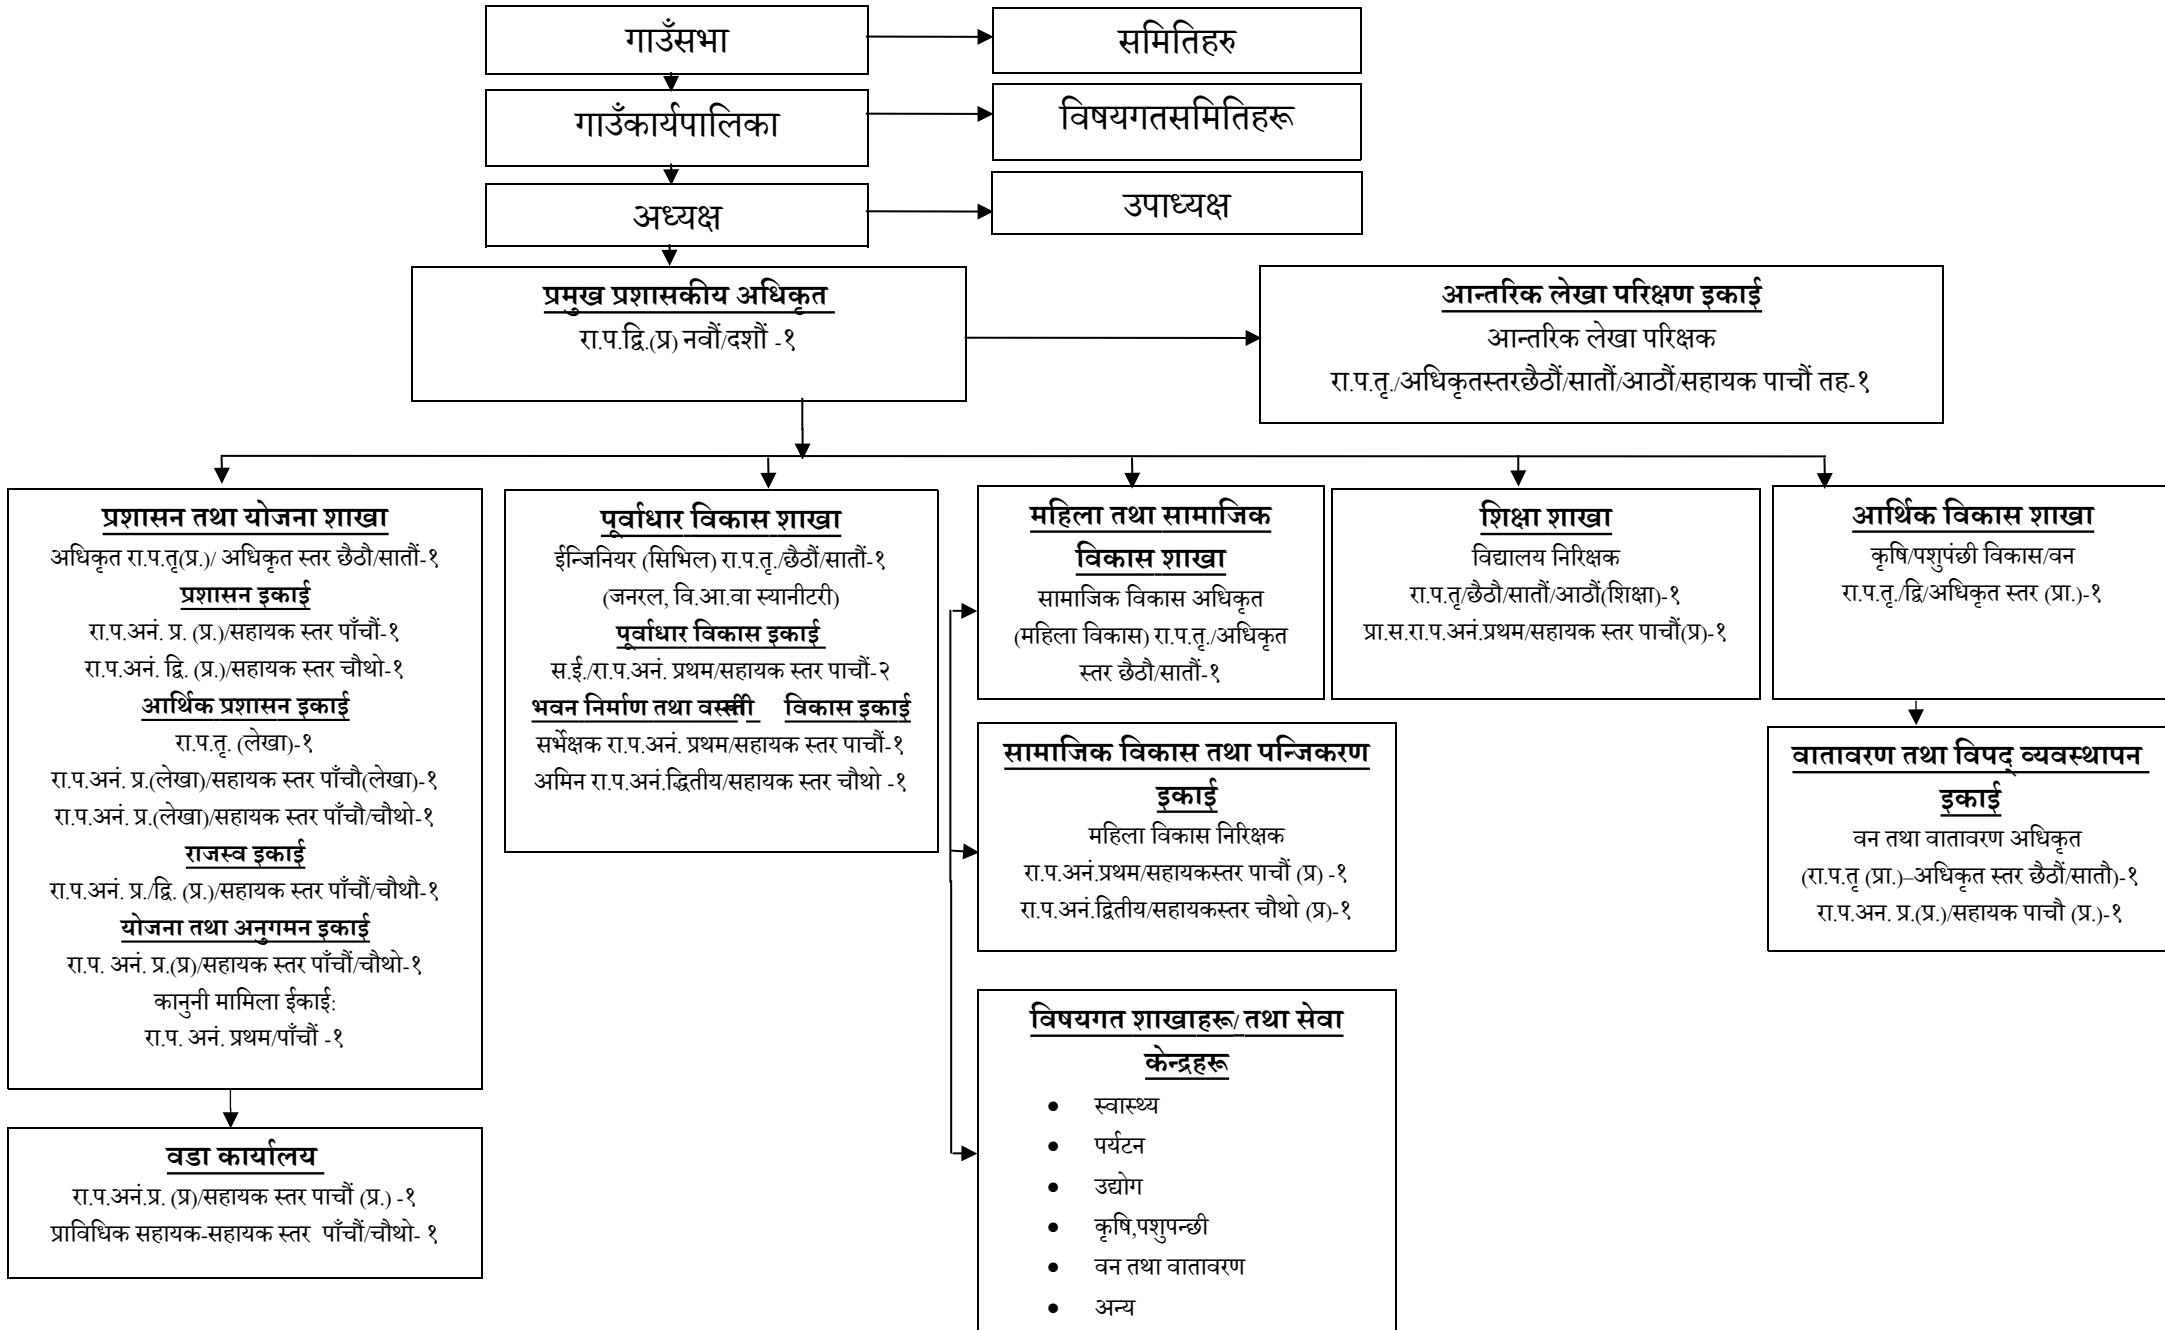 गाउँसभा
समितिहरु
गाउँकार्यपालिका
विषयगतसमितिहरू
अध्यक्ष
उपाध्यक्ष
प्रमुख प्रशासकीय अधिकृत
रा.प.द्वि.(प्र) नवौं/दशौं -१
आन्तरिक लेखा परिक्षण इकाई
आन्तरिक लेखा परिक्षक
रा.प.तृ./अधिकृतस्तरछैठौं/सातौं/आठौं/सहायक पाचौं तह-१
प्रशासन तथा योजना शाखा
अधिकृत रा.प.तृ(प्र.)/ अधिकृत स्तर छैठौ/सातौं-१
प्रशासन इकाई
रा.प.अनं. प्र. (प्र.)/सहायक स्तर पाँचौं-१
रा.प.अनं. द्वि. (प्र.)/सहायक स्तर चौथो-१
आर्थिक प्रशासन इकाई
रा.प.तृ. (लेखा)-१
रा.प.अनं. प्र.(लेखा)/सहायक स्तर पाँचौ(लेखा)-१
रा.प.अनं. प्र.(लेखा)/सहायक स्तर पाँचौ/चौथो-१
राजस्व इकाई
रा.प.अनं. प्र./द्वि. (प्र.)/सहायक स्तर पाँचौं/चौथौ-१
योजना तथा अनुगमन इकाई
रा.प. अनं. प्र.(प्र)/सहायक स्तर पाँचौं/चौथो-१
कानुनी मामिला ईकाई:
रा.प. अनं. प्रथम/पाँचौं -१
वडा कार्यालय
रा.प.अनं.प्र. (प्र)/सहायक स्तर पाचौं (प्र.) -१
प्राविधिक सहायक-सहायक स्तर पाँचौं/चौथो- १
पूर्वाधार विकास शाखा
ईन्जिनियर (सिभिल) रा.प.तृ./छैठौं/सातौं-१
(जनरल, वि.आ.वा स्यानीटरी)
पूर्वाधार विकास इकाई
स.ई./रा.प.अनं. प्रथम/सहायक स्तर पाचौं-२
भवन निर्माण तथा वस्ती विकास इकाई
सर्भेक्षक रा.प.अनं. प्रथम/सहायक स्तर पाचौं-१
अमिन रा.प.अनं.द्धितीय/सहायक स्तर चौथो -१
महिला तथा सामाजिक
विकास शाखा
सामाजिक विकास अधिकृत
(महिला विकास) रा.प.तृ./अधिकृत
स्तर छैठौ/सातौं-१
सामाजिक विकास तथा पन्जिकरण
इकाई
महिला विकास निरिक्षक
रा.प.अनं.प्रथम/सहायकस्तर पाचौं (प्र) -१
रा.प.अनं.द्वितीय/सहायकस्तर चौथो (प्र)-१
विषयगत शाखाहरू/ तथा सेवा
केन्द्रहरू
• स्वास्थ्य
• पर्यटन
• उद्योग
• कृषि,पशुपन्छी
• वन तथा वातावरण
• अन्य
शिक्षा शाखा
विद्यालय निरिक्षक
रा.प.तृ/छैठौ/सातौं/आठौं(शिक्षा)-१
प्रा.स.रा.प.अनं.प्रथम/सहायक स्तर पाचौं(प्र)-१
आर्थिक विकास शाखा
कृषि/पशुपंछी विकास/वन
रा.प.तृ./द्वि/अधिकृत स्तर (प्रा.)-१
वातावरण तथा विपद् व्यवस्थापन
इकाई
वन तथा वातावरण अधिकृत
(रा.प.तृ (प्रा.)–अधिकृत स्तर छैठौं/सातौ)-१
रा.प.अन. प्र.(प्र.)/सहायक पाचौ (प्र.)-१